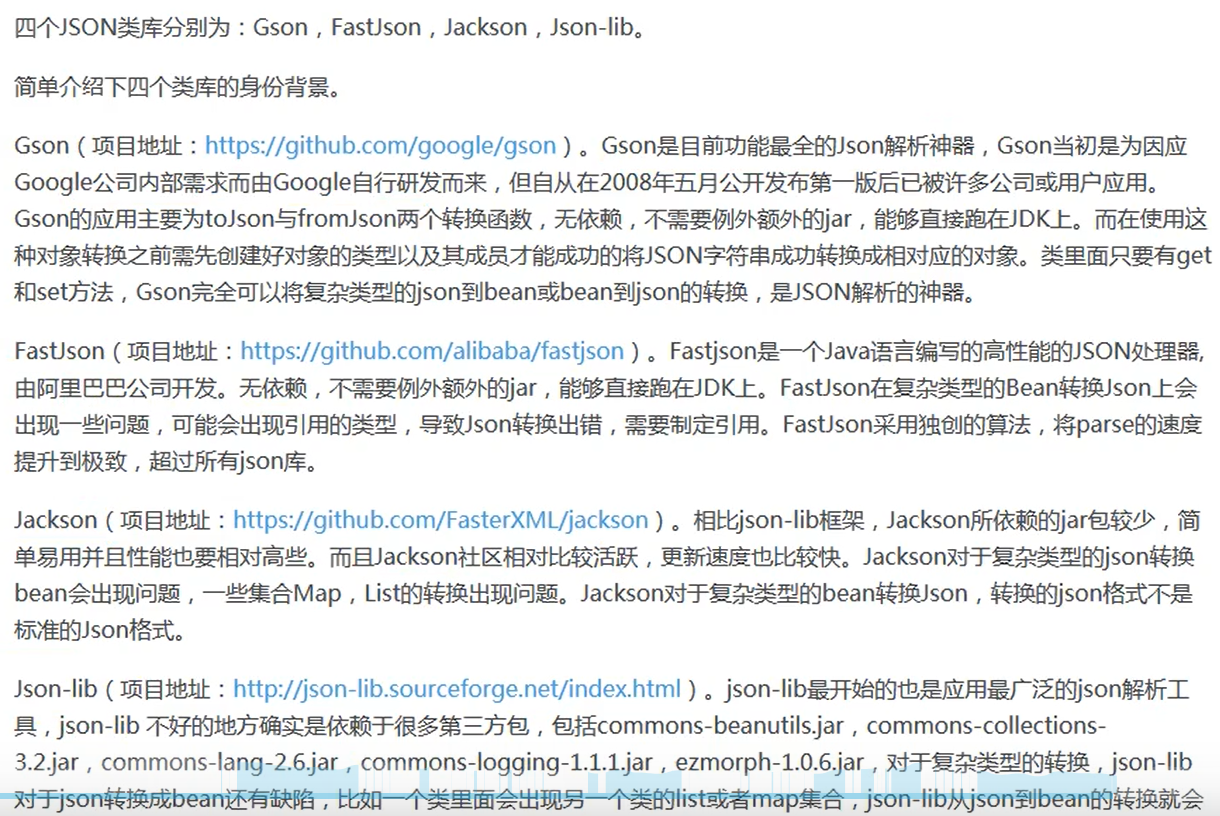 四个JSON类库分别为：Gson，FastJson，Jackson，Json-lib。
简单介绍下四个类库的身份背景。
Gson（项目地址：https://github.com/google/gson）。Gson是目前功能最全的Json解析神器，Gson当初是为因应
Google公司内部需求而由Google自行研发而来，但自从在2008年五月公开发布第一版后已被许多公司或用户应用。
Gson的应用主要为toJson与fromJson两个转换函数，无依赖，不需要例外额外的jar，能够直接跑在JDK上。而在使用这
种对象转换之前需先创建好对象的类型以及其成员才能成功的将JSON字符串成功转换成相对应的对象。类里面只要有get
和set方法，Gson完全可以将复杂类型的json到bean或bean到json的转换，是JSON解析的神器。
FastJson（项目地址：https://github.com/alibaba/fastjson）。Fastjson是一个Java语言编写的高性能的JSON处理器,
由阿里巴巴公司开发。无依赖，不需要例外额外的jar，能够直接跑在JDK上。FastJson在复杂类型的Bean转换Json上会
出现一些问题，可能会出现引用的类型，导致Json转换出错，需要制定引用。FastJson采用独创的算法，将parse的速度
提升到极致，超过所有json库。
Jackson（项目地址：https://github.com/FasterXML/jackson）。相比json-lib框架，Jackson所依赖的jar包较少，简
单易用并且性能也要相对高些。而且Jackson社区相对比较活跃，更新速度也比较快。Jackson对于复杂类型的json转换
bean会出现问题，一些集合Map，List的转换出现问题。Jackson对于复杂类型的bean转换Json，转换的json格式不是
标准的Json格式。
Json-lib（项目地址：http://json-lib.sourceforge.net/index.html）。json-lib最开始的也是应用最广泛的json解析工
具，json-lib 不好的地方确实是依赖于很多第三方包，包括commons-beanutils.jar，commons-collections-
3.2.jar，commons-lang-2.6.jar，commons-logging-1.1.1.jar，ezmorph-1.0.6.jar，对于复杂类型的转换，json-lib
对于json转换成bean还有缺陷，比如一个类里面会出现另一个类的list或者map集合，json-lib从json到bean的转换就会